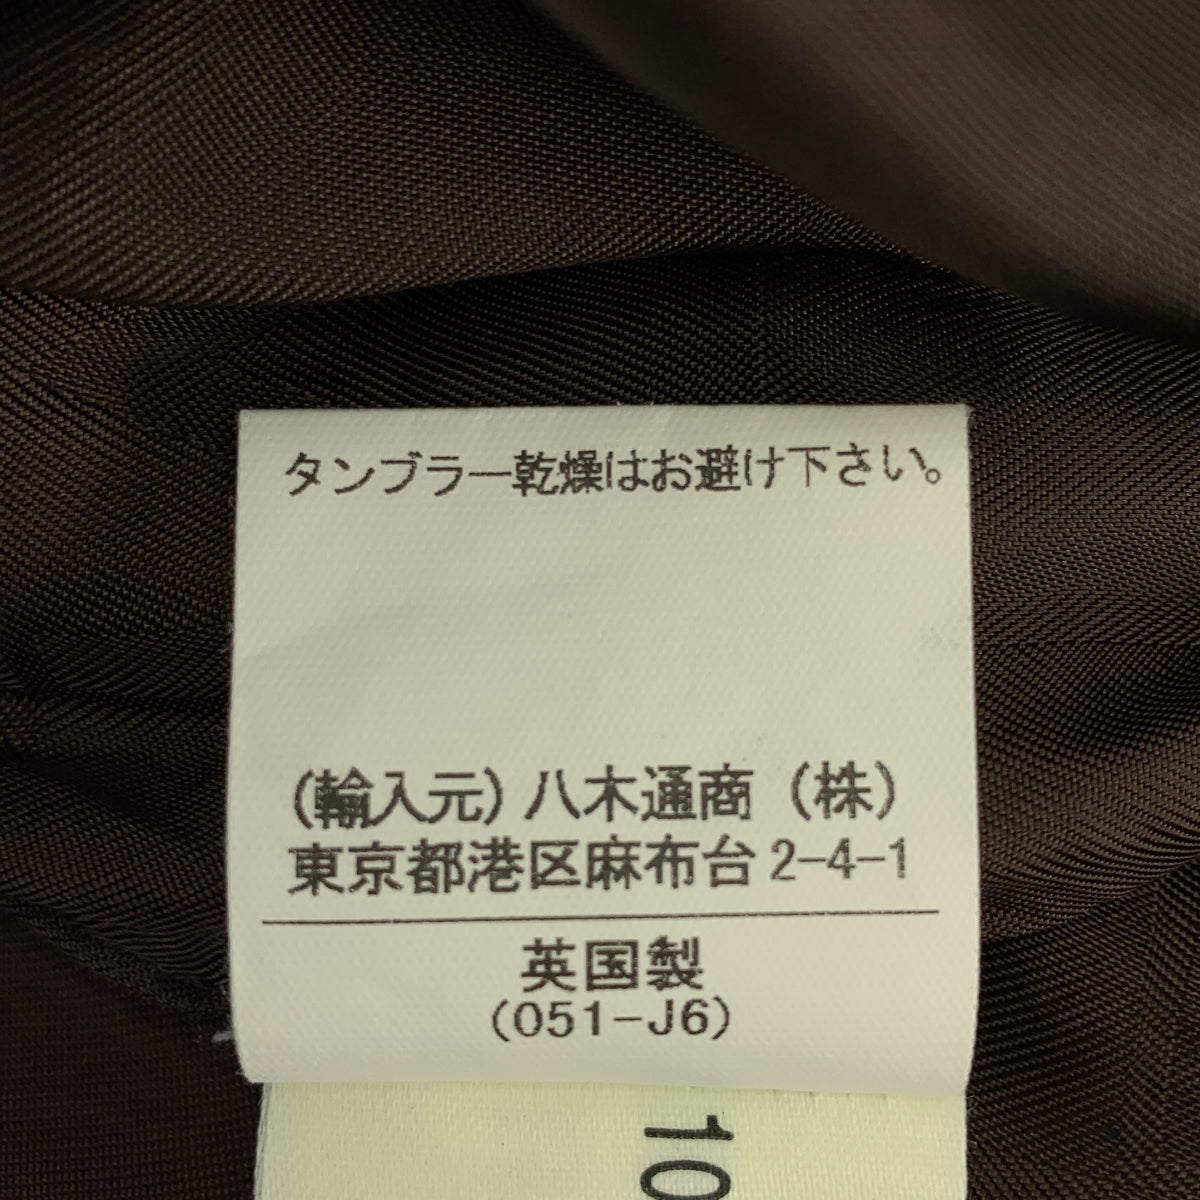 タンブラー乾燥はお避け下さい。
(輸入元)八木通商(株)
東京都港区麻布台2-4-1
英国製
(051-J6)
10